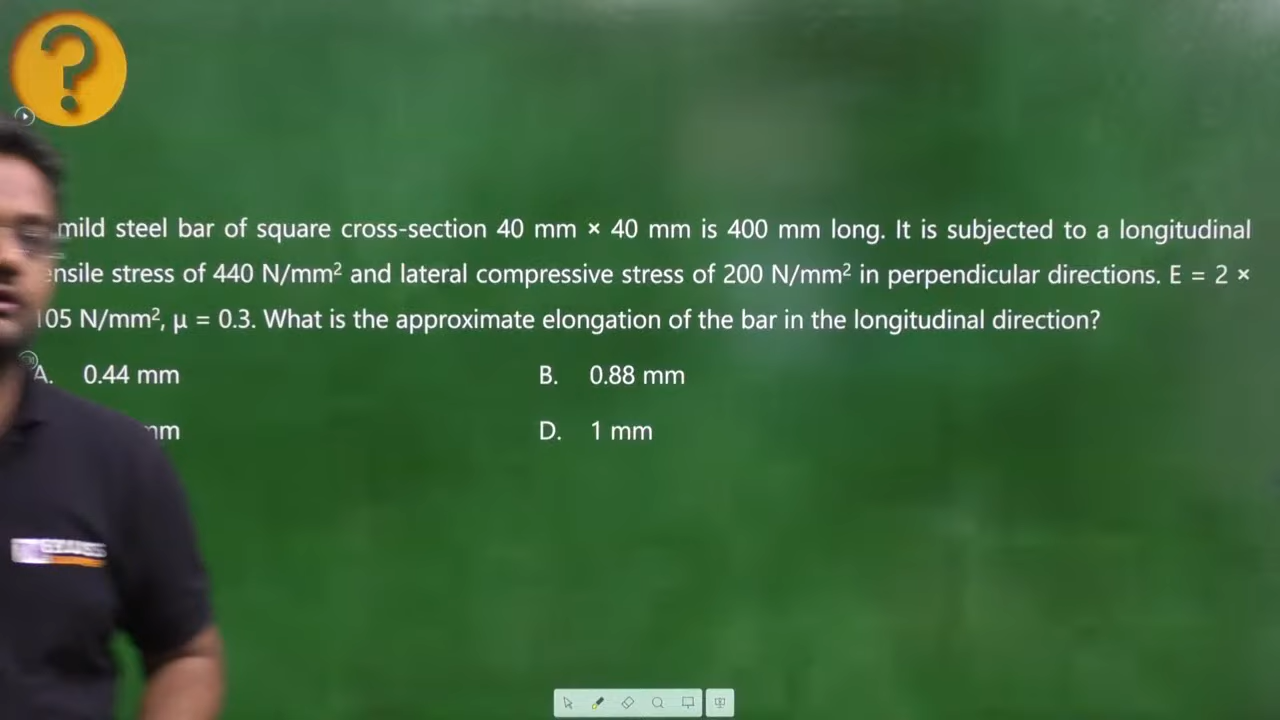 mild steel bar of square cross-section 40 mm × 40 mm is 400 mm long. It is subjected to a longitudinal
ensile stress of 440 N/mm² and lateral compressive stress of 200 N/mm² in perpendicular directions. E = 2 ×
105 N/mm², μ = 0.3. What is the approximate elongation of the bar in the longitudinal direction?
A. 0.44 mm B. 0.88 mm
mm D. 1 mm